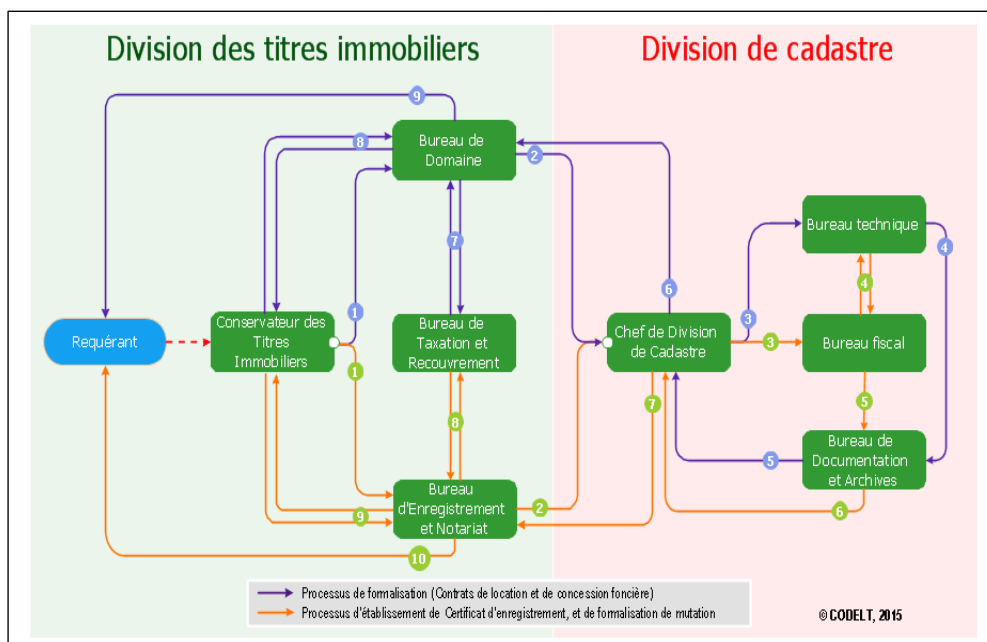 Division des titres immobiliers
Division de cadastre
9
Bureau de
Domaine
8
2
1
7
6
Bureau technique
4
3
4
Requérant
Conservateur des
Titres
Immobiliers
Bureau de
Taxation et
Recouvrement
Chef de Division
de Cadastre
3
Bureau fiscal
1
8
7
5
Bureau de
Documentation
et Archives
5
6
Bureau
d'Enregistrement
et Notariat
2
9
10
Processus de formalisation (Contrats de location et de concession foncière)
Processus d'établissement de Certificat d'enregistrement, et de formalisation de mutation
© CODELT, 2015